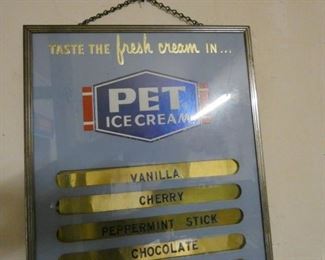 TASTE THE fresh cream IN...
PET
ICE CREAM
VANILLA
CHERRY
PEPPERMINT STICK
CHOCOLATE